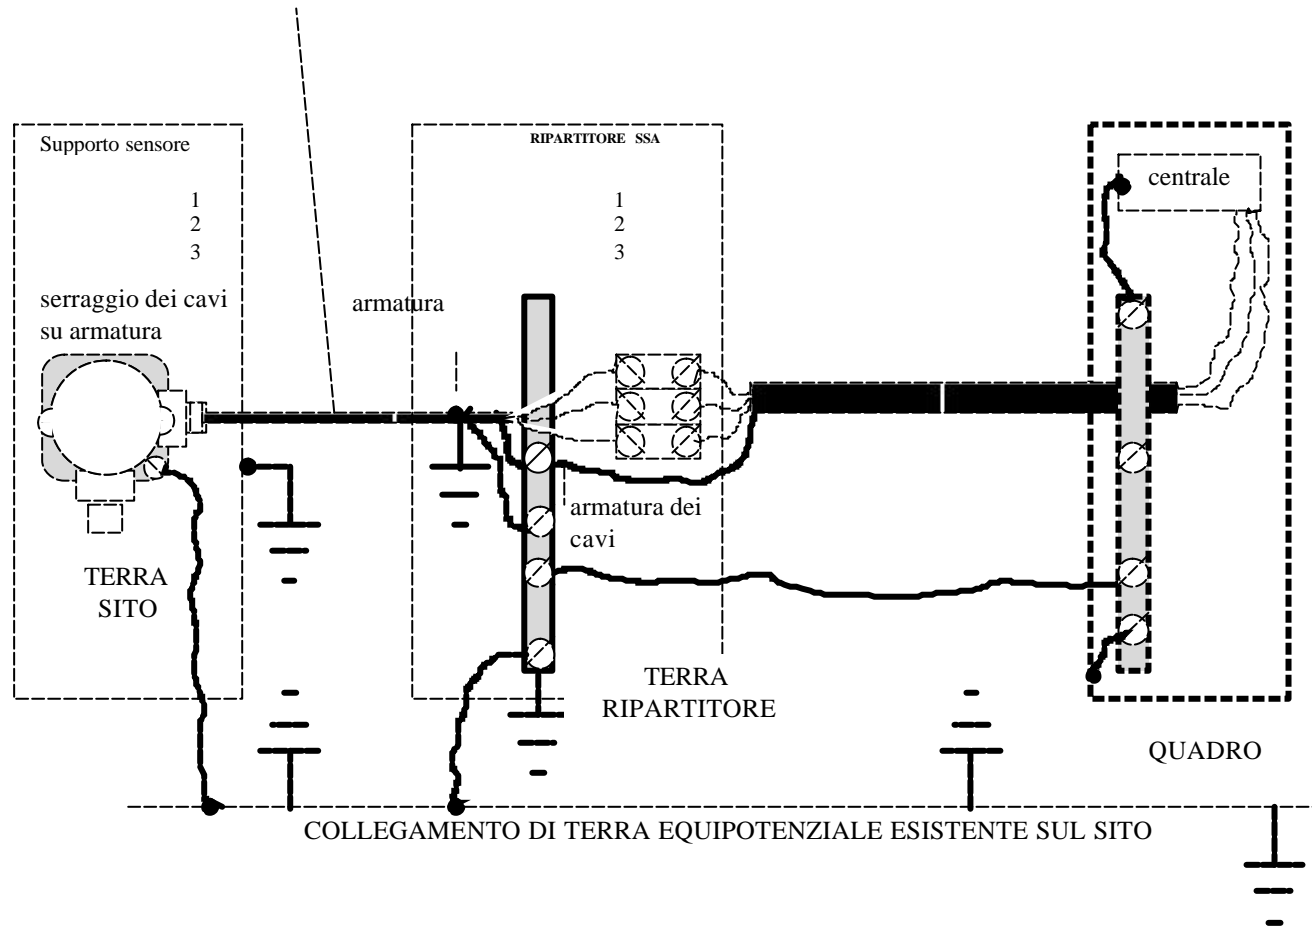 Supporto sensore
1
2
3
serraggio dei cavi
su armatura
TERRA
SITO
armatura
RIPARTITORE SSA
1
2
3
armatura dei
cavi
TERRA
RIPARTITORE
centrale
QUADRO
COLLEGAMENTO DI TERRA EQUIPOTENZIALE ESISTENTE SUL SITO